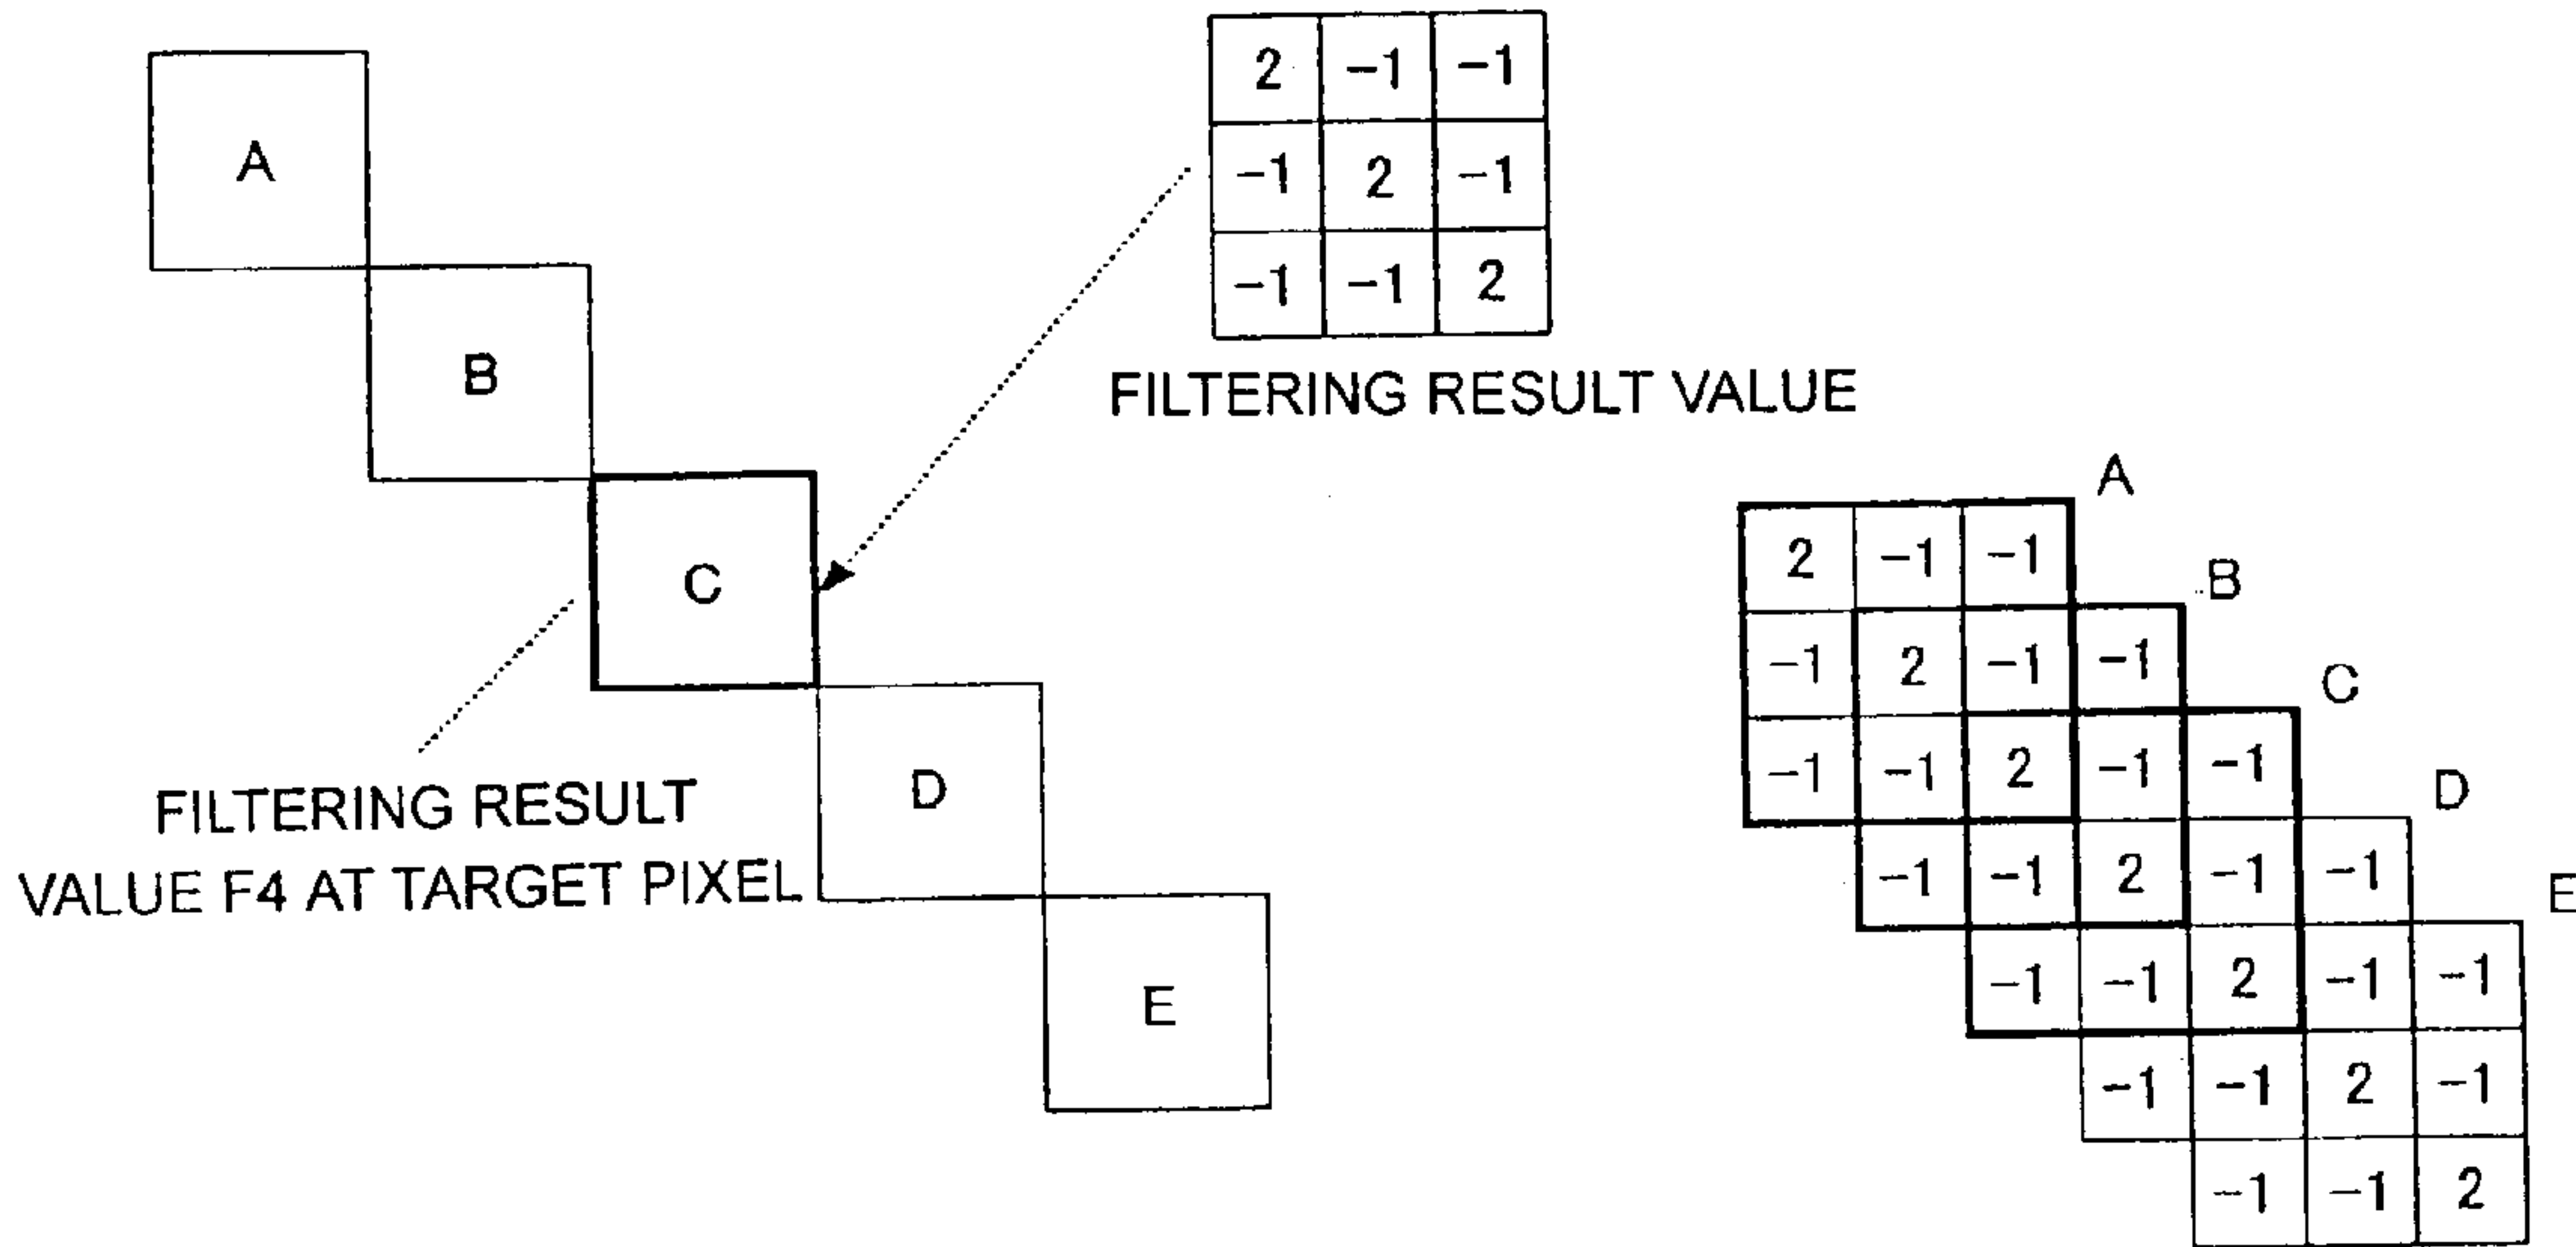 A
B
C
D
E
FILTERING RESULT
VALUE F4 AT TARGET PIXEL
2 -1 -1
-1 2 -1
-1 -1 2
FILTERING RESULT VALUE
A
B
C
D
E
2 -1 -1
-1 2 -1 -1
-1 -1 2 -1 -1
-1 -1 2 -1 -1
-1 -1 2 -1 -1
-1 -1 2 -1
-1 -1 2